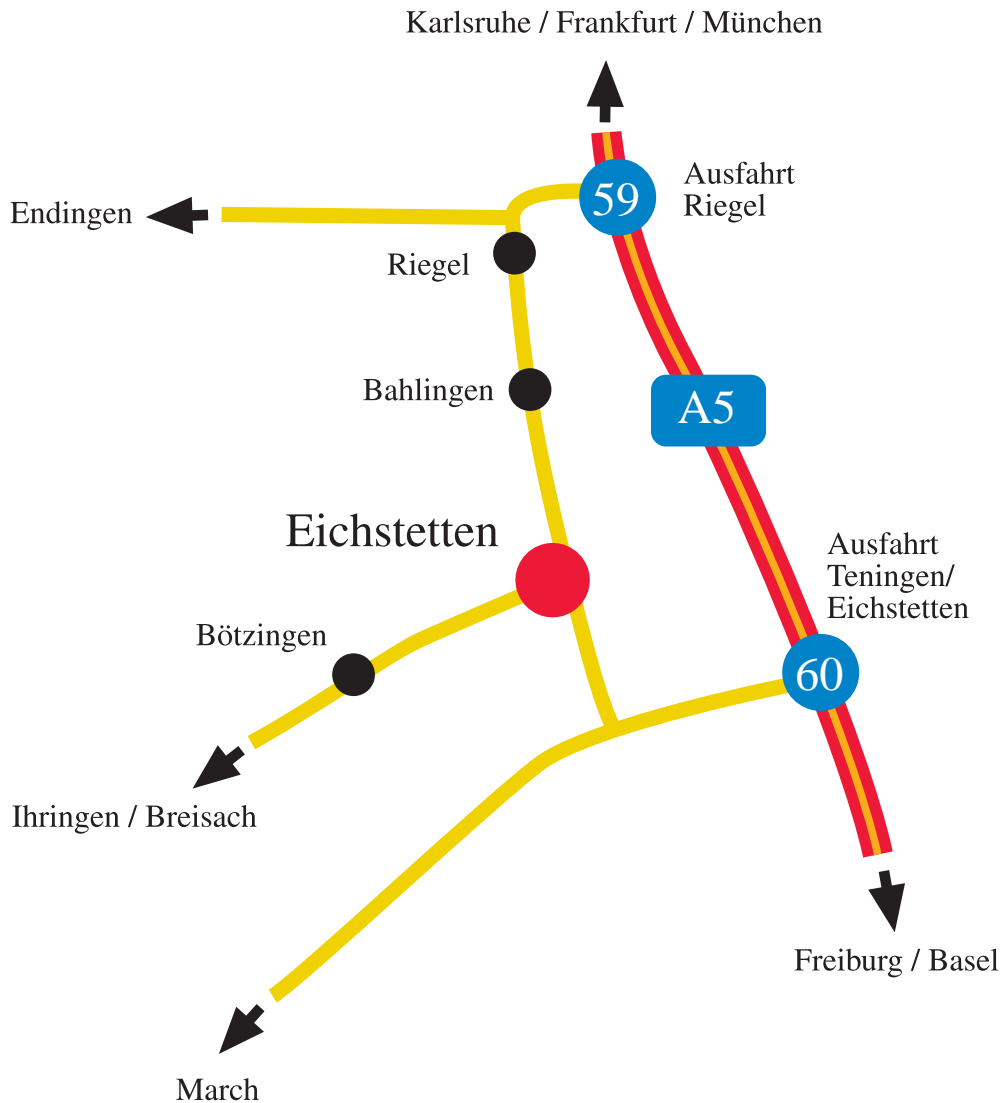 Karlsruhe / Frankfurt / München
59
Ausfahrt
Riegel
Endingen
Riegel
Bahlingen
A5
Eichstetten
Ausfahrt
Teningen/
Eichstetten
Bötzingen
60
Ihringen / Breisach
Freiburg / Basel
March